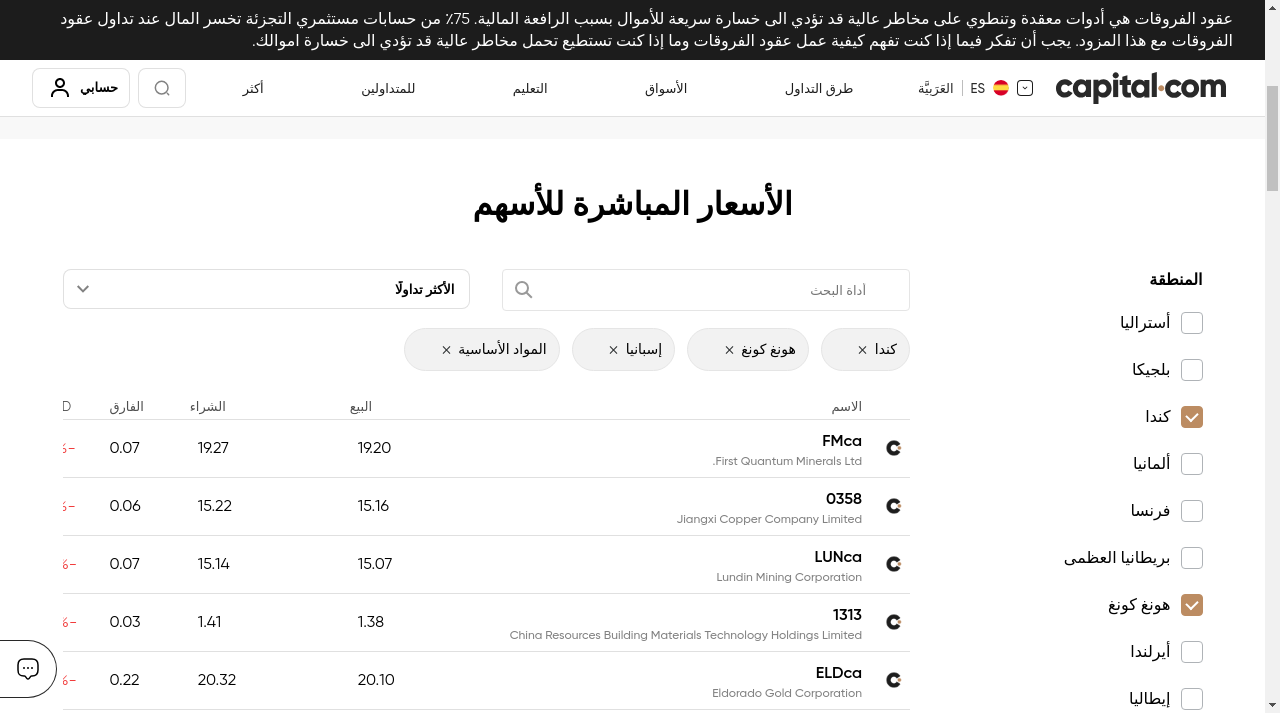 عقود الفروقات هي أدوات معقدة وتنطوي على مخاطر عالية قد تؤدي الى خسارة سريعة للأموال بسبب الرافعة المالية. 75٪ من حسابات مستثمري التجزئة تخسر المال عند تداول عقود
الفروقات مع هذا المزود. يجب أن تفكر فيما إذا كنت تفهم كيفية عمل عقود الفروقات وما إذا كنت تستطيع تحمل مخاطر عالية قد تؤدي الى خسارة اموالك.
capital.com
ES
العَرَبيَّة
طرق التداول
الأسواق
التعليم
للمتداولين
أكثر
حسابي
الأسعار المباشرة للأسهم
المنطقة
أستراليا
بلجيكا
كندا
ألمانيا
فرنسا
بريطانيا العظمى
هونغ كونغ
أيرلندا
إيطاليا
أداة البحث
الأكثر تداولًا
كندا
هونغ كونغ
إسبانيا
المواد الأساسية
الاسم البيع الشراء الفارق
FMca 19.20 19.27 0.07
First Quantum Minerals Ltd.
0358 15.16 15.22 0.06
Jiangxi Copper Company Limited
LUNca 15.07 15.14 0.07
Lundin Mining Corporation
1313 1.38 1.41 0.03
China Resources Building Materials Technology Holdings Limited
ELDca 20.10 20.32 0.22
Eldorado Gold Corporation